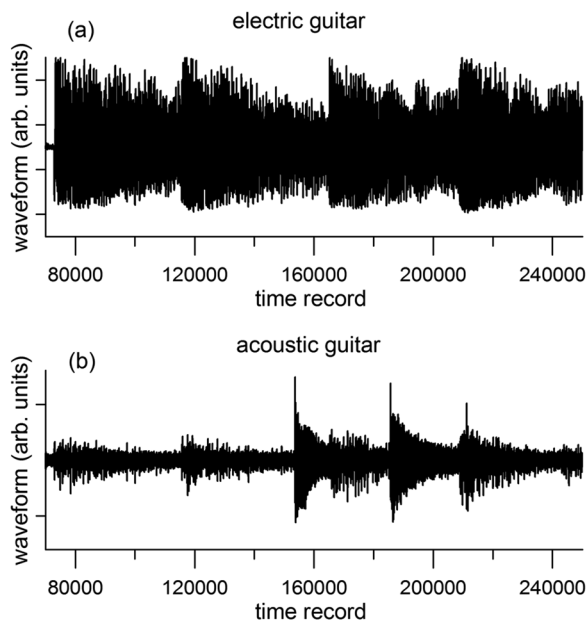 (a)
electric guitar
waveform (arb. units)
80000 120000 160000 200000 240000
time record
(b)
acoustic guitar
waveform (arb. units)
80000 120000 160000 200000 240000
time record